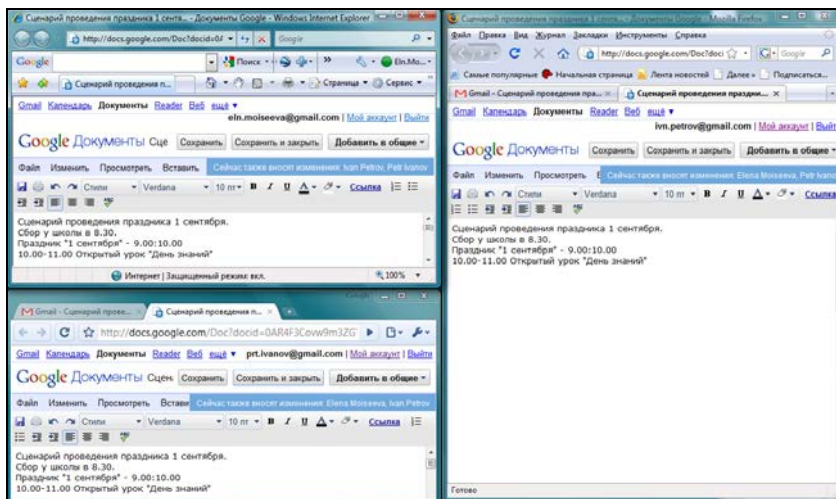 Сценарий проведения праздника 1 сентя... - Документы Google - Windows Internet Explorer
http://docs.google.com/Doc?docid=0A
Google
Google
Поиск
Eln.Mo...
Сценарий проведения п...
Страница
Сервис
Gmail Календарь Документы Reader Веб ещё ▼
eln.moiseeva@gmail.com | Мой аккаунт | Выйти
Google Документы Сце Сохранить Сохранить и закрыть Добавить в общие
Файл Изменить Просмотреть Вставить Сейчас также вносят изменения: Ivan Petrov, Petr Ivanov
Стили Verdana 10 пт B I U A Ссылка
Сценарий проведения праздника 1 сентября.
Сбор у школы в 8.30.
Праздник "1 сентября" - 9.00:10.00
10.00-11.00 Открытый урок "День знаний"
Интернет | Защищенный режим: вкл. 100%
Gmail - Сценарий прове... Сценарий проведения п...
http://docs.google.com/Doc?docid=0AR4F3Covw9m3ZG
Gmail Календарь Документы Reader Веб ещё ▼ prt.ivanov@gmail.com | Мой аккаунт | Выйти
Google Документы Сцен Сохранить Сохранить и закрыть Добавить в общие
Файл Изменить Просмотреть Встави Сейчас также вносят изменения: Elena Moiseeva, Ivan Petrov
Стили Verdana 10 пт B I U A Ссылка
Сценарий проведения праздника 1 сентября.
Сбор у школы в 8.30.
Праздник "1 сентября" - 9.00:10.00
10.00-11.00 Открытый урок "День знаний"
Сценарий проведения праздника 1 сентя... - Документы Google - Mozilla Firefox
Файл Правка Вид Журнал Закладки Инструменты Справка
http://docs.google.com/Doc?doci
Google
Самые популярные Начальная страница Лента новостей Далее» Подписаться...
Gmail - Сценарий проведения пра... Сценарий проведения праздни...
Gmail Календарь Документы Reader Веб ещё ▼
ivn.petrov@gmail.com | Мой аккаунт | Выйти
Google Документы Сохранить Сохранить и закрыть Добавить в общие
Файл Изменить Просмотреть Сейчас также вносят изменения: Elena Moiseeva, Petr Ivanov
Стили Verdana 10 пт B I U A Ссылка
Сценарий проведения праздника 1 сентября.
Сбор у школы в 8.30.
Праздник "1 сентября" - 9.00:10.00
10.00-11.00 Открытый урок "День знаний"
Готово